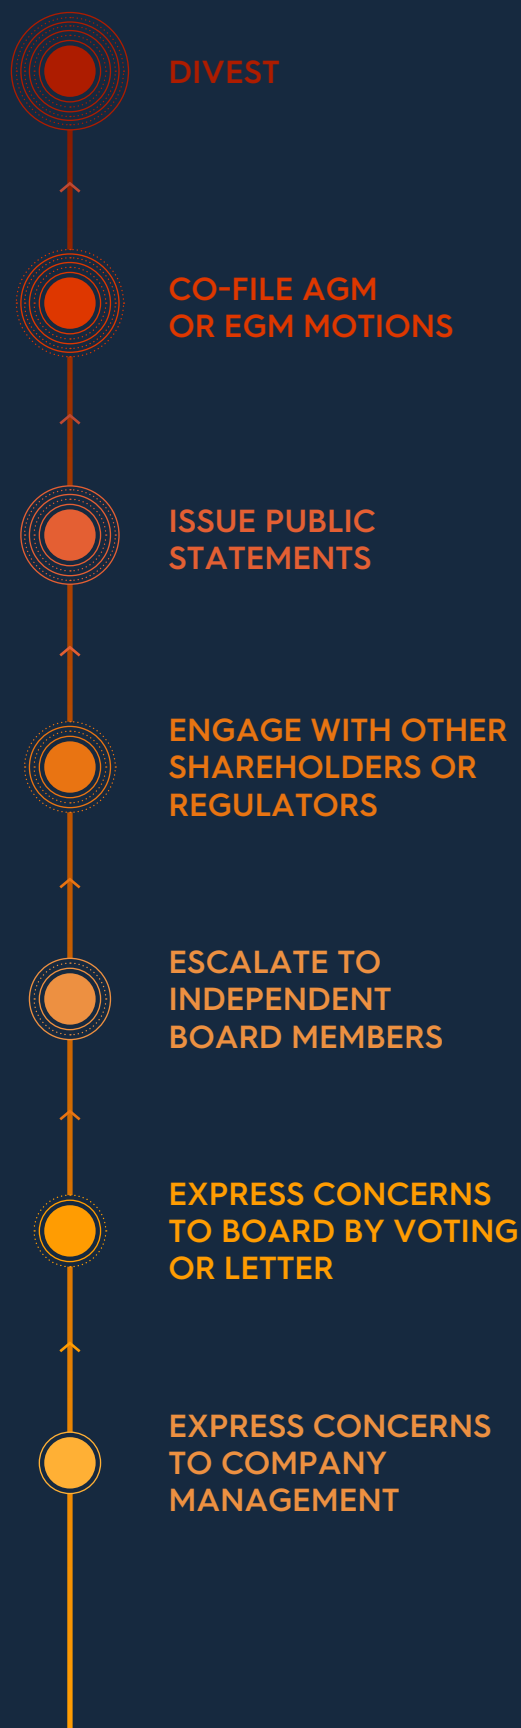 DIVEST
CO-FILE AGM
OR EGM MOTIONS
ISSUE PUBLIC
STATEMENTS
ENGAGE WITH OTHER
SHAREHOLDERS OR
REGULATORS
ESCALATE TO
INDEPENDENT
BOARD MEMBERS
EXPRESS CONCERNS
TO BOARD BY VOTING
OR LETTER
EXPRESS CONCERNS
TO COMPANY
MANAGEMENT